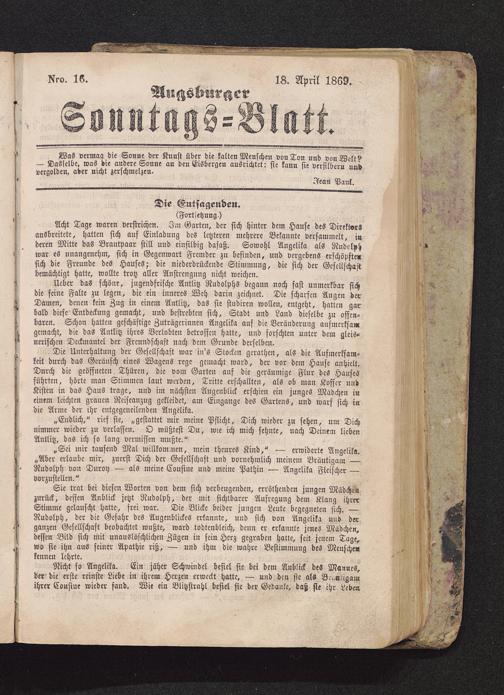 Nro. 16.
18. April 1869.
Augsburger
Sonntags-Blatt.
Was vermag die Sonne der Kunst über die kalten Menschen von Ton und von Welt?
— Dasselbe, was die andere Sonne an den Eisbergen ausrichtet: sie kann sie versilbern und
vergolden, aber nicht zerschmelzen.
Jean Paul.
Die Entsagenden.
(Fortsetzung.)
Acht Tage waren verstrichen. Im Garten, der sich hinter dem Hause des Direktors
ausbreitete, hatten sich auf Einladung des letzteren mehrere Bekannte versammelt, in
deren Mitte das Brautpaar still und einsilbig dasaß. Sowohl Angelika als Rudolph
war es unangenehm, sich in Gegenwart Fremder zu befinden, und vergebens erschöpften
sich die Freunde des Hauses; die niederdrückende Stimmung, die sich der Gesellschaft
bemächtigt hatte, wollte trotz aller Anstrengung nicht weichen.
Ueber das schöne, jugendfrische Antlitz Rudolphs begann noch fast unmerkbar sich
die feine Falte zu legen, die ein inneres Weh darin zeichnet. Die scharfen Augen der
Damen, denen kein Zug in einem Antlitz, das sie studiren wollen, entgeht, hatten gar
bald diese Entdeckung gemacht, und bestrebten sich, Stadt und Land dieselbe zu offen-
baren. Schon hatten geschäftige Zuträgerinnen Angelika auf die Veränderung aufmerksam
gemacht, die das Antlitz ihres Verlobten betroffen hatte, und forschten unter dem gleis-
nerischen Deckmantel der Freundschaft nach dem Grunde derselben.
Die Unterhaltung der Gesellschaft war in's Stocken gerathen, als die Aufmerksam-
keit durch das Geräusch eines Wagens rege gemacht ward, der vor dem Hause anhielt.
Durch die geöffneten Thüren, die vom Garten auf die geräumige Flur des Hauses
führten, hörte man Stimmen laut werden, Tritte erschallten, als ob man Koffer und
Kisten in das Haus trage, und im nächsten Augenblick erschien ein junges Mädchen in
einem leichten grauen Reiseanzug gekleidet, am Eingange des Gartens, und warf sich in
die Arme der ihr entgegeneilenden Angelika.
„Endlich," rief sie, „gestattet mir meine Pflicht, Dich wieder zu sehen, um Dich
nimmer wieder zu verlassen. O wüßtest Du, wie ich mich sehnte, nach Deinem lieben
Antlitz, das ich so lang vermissen mußte."
„Sei mir tausend Mal willkommen, mein theures Kind," — erwiderte Angelika.
„Aber erlaube mir, zuerst Dich der Gesellschaft und vornehmlich meinem Bräutigam —
Rudolph von Duroy — als meine Cousine und meine Pathin — Angelika Fleischer —
vorzustellen."
Sie trat bei diesen Worten von dem sich verbeugenden, erröthenden jungen Mädchen
zurück, dessen Anblick jetzt Rudolph, der mit sichtbarer Aufregung dem Klang ihrer
Stimme gelauscht hatte, frei war. Die Blicke beider jungen Leute begegneten sich. —
Rudolph, der die Gefahr des Augenblickes erkannte, und sich von Angelika und der
ganzen Gesellschaft beobachtet wußte, ward todtenbleich, denn er erkannte jenes Mädchen,
dessen Bild sich mit unauslöschlichen Zügen in sein Herz gegraben hatte, seit jenem Tage,
wo sie ihn aus seiner Apathie riß, — und ihm die wahre Bestimmung des Menschen
kennen lehrte.
Nicht so Angelika. Ein jäher Schwindel befiel sie bei dem Anblick des Mannes,
der die erste reinste Liebe in ihrem Herzen erweckt hatte, — und den sie als Bräutigam
ihrer Cousine wieder fand. Wie ein Blitzstrahl befiel sie der Gedanke, daß sie ihr Leben